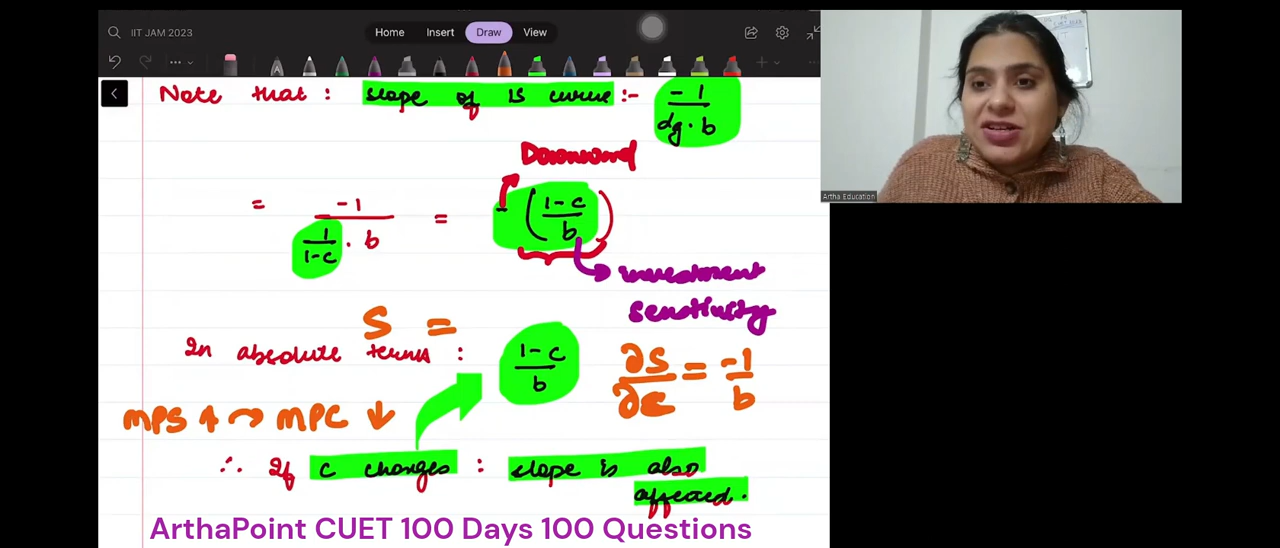 IIT JAM 2023
Home Insert Draw View
Note that : slope of IS curve :- -1 / dg · b
Downward
= -1 / (1/1-c · b) = - (1-c / b)
investment
sensitivity
S =
In absolute terms : 1-c / b
∂S/∂c = -1/b
MPS ↑ → MPC ↓
∴ If c changes : slope is also
affected.
Artha Education
ArthaPoint CUET 100 Days 100 Questions